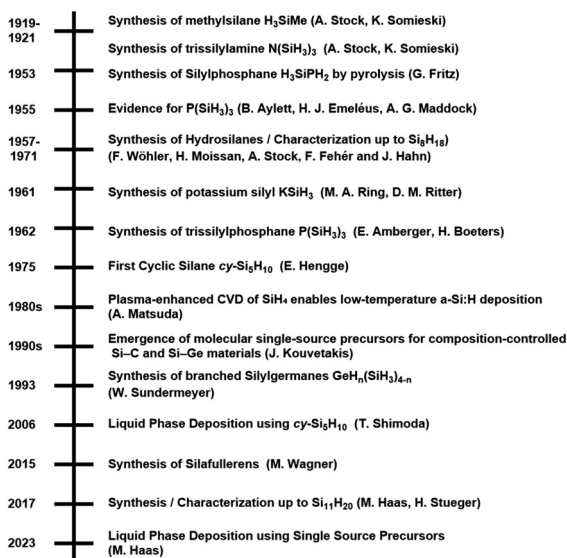 1919-
1921
Synthesis of methylsilane H₃SiMe (A. Stock, K. Somieski)
Synthesis of trissilylamine N(SiH₃)₃ (A. Stock, K. Somieski)
1953
Synthesis of Silylphosphane H₃SiPH₂ by pyrolysis (G. Fritz)
1955
Evidence for P(SiH₃)₃ (B. Aylett, H. J. Emeléus, A. G. Maddock)
1957-
1971
Synthesis of Hydrosilanes / Characterization up to Si₈H₁₈)
(F. Wöhler, H. Moissan, A. Stock, F. Fehér and J. Hahn)
1961
Synthesis of potassium silyl KSiH₃ (M. A. Ring, D. M. Ritter)
1962
Synthesis of trissilylphosphane P(SiH₃)₃ (E. Amberger, H. Boeters)
1975
First Cyclic Silane cy-Si₅H₁₀ (E. Hengge)
1980s
Plasma-enhanced CVD of SiH₄ enables low-temperature a-Si:H deposition
(A. Matsuda)
1990s
Emergence of molecular single-source precursors for composition-controlled
Si–C and Si–Ge materials (J. Kouvetakis)
1993
Synthesis of branched Silylgermanes GeHₙ(SiH₃)₄₋ₙ
(W. Sundermeyer)
2006
Liquid Phase Deposition using cy-Si₅H₁₀ (T. Shimoda)
2015
Synthesis of Silafullerens (M. Wagner)
2017
Synthesis / Characterization up to Si₁₁H₂₀ (M. Haas, H. Stueger)
2023
Liquid Phase Deposition using Single Source Precursors
(M. Haas)